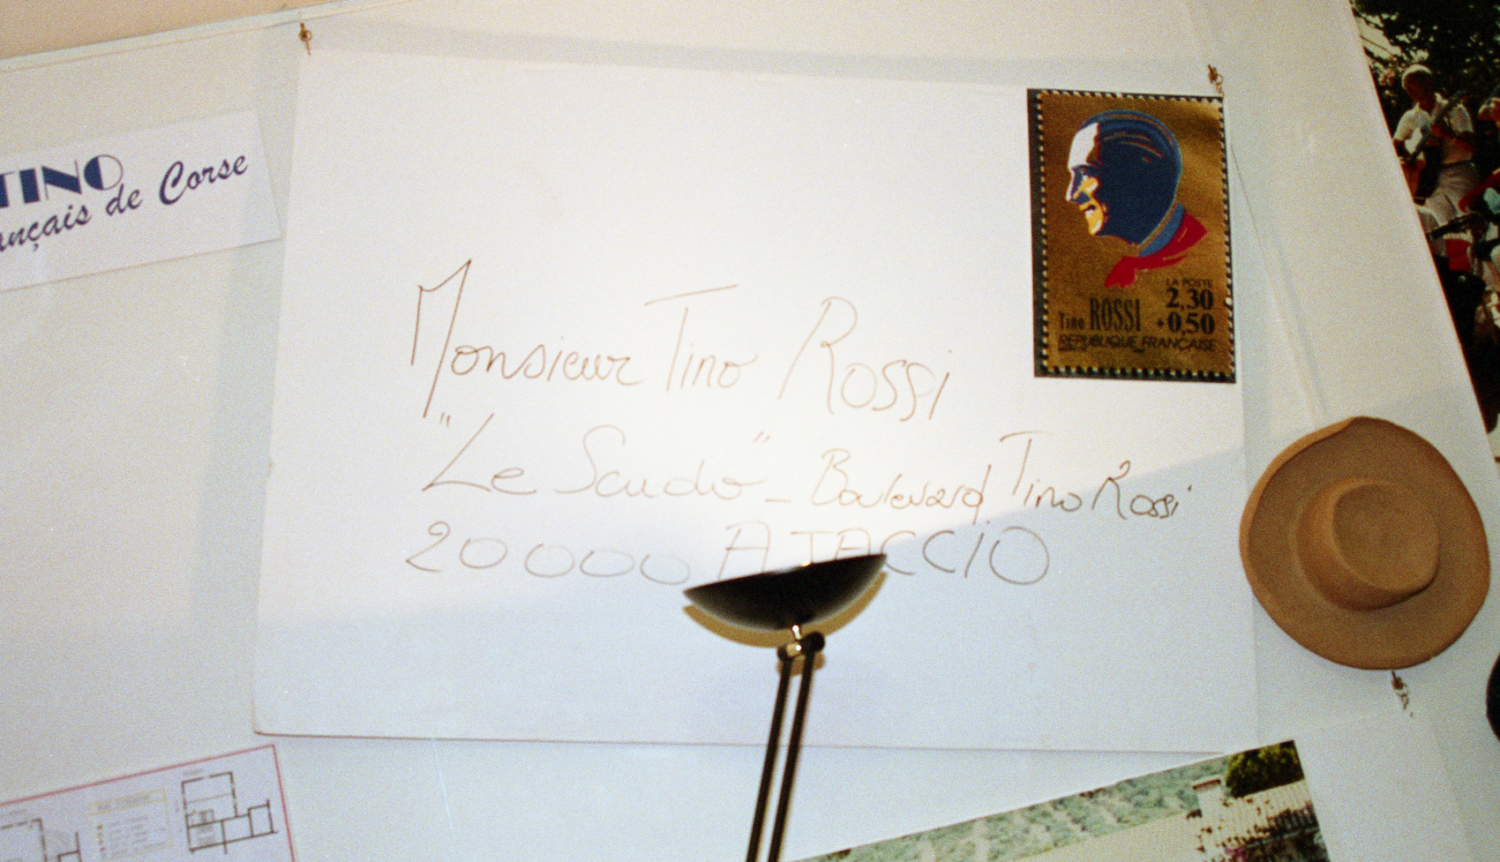 TINO
de Corse
LA POSTE
2,30
+0,50
Tino ROSSI
REPUBLIQUE FRANÇAISE
Monsieur Tino Rossi
"Le Scudo" - Boulevard Tino Rossi
20000 AJACCIO